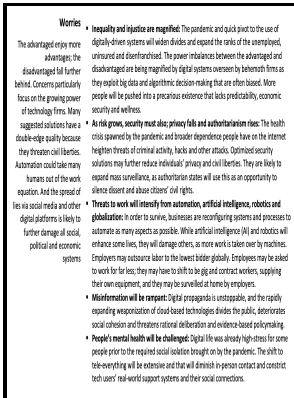 Worries
The advantaged enjoy more
advantages; the
disadvantaged fall further
behind. Concerns particularly
focus on the growing power
of technology firms. Many
suggested solutions have a
double-edge quality because
they threaten civil liberties.
Automation could take many
humans out of the work
equation. And the spread of
lies via social media and other
digital platforms is likely to
further damage all social,
political and economic
systems
• Inequality and injustice are magnified: The pandemic and quick pivot to the use of
digitally-driven systems will widen divides and expand the ranks of the unemployed,
uninsured and disenfranchised. The power imbalances between the advantaged and
disadvantaged are being magnified by digital systems overseen by behemoth firms as
they exploit big data and algorithmic decision-making that are often biased. More
people will be pushed into a precarious existence that lacks predictability, economic
security and wellness.
• As risk grows, security must also; privacy falls and authoritarianism rises: The health
crisis spawned by the pandemic and broader dependence people have on the internet
heighten threats of criminal activity, hacks and other attacks. Optimized security
solutions may further reduce individuals' privacy and civil liberties. They are likely to
expand mass surveillance, as authoritarian states will use this as an opportunity to
silence dissent and abuse citizens' civil rights.
• Threats to work will intensify from automation, artificial intelligence, robotics and
globalization: In order to survive, businesses are reconfiguring systems and processes to
automate as many aspects as possible. While artificial intelligence (AI) and robotics will
enhance some lives, they will damage others, as more work is taken over by machines.
Employers may outsource labor to the lowest bidder globally. Employees may be asked
to work for far less; they may have to shift to be gig and contract workers, supplying
their own equipment, and they may be surveilled at home by employers.
• Misinformation will be rampant: Digital propaganda is unstoppable, and the rapidly
expanding weaponization of cloud-based technologies divides the public, deteriorates
social cohesion and threatens rational deliberation and evidence-based policymaking.
• People's mental health will be challenged: Digital life was already high-stress for some
people prior to the required social isolation brought on by the pandemic. The shift to
tele-everything will be extensive and that will diminish in-person contact and constrict
tech users' real-world support systems and their social connections.